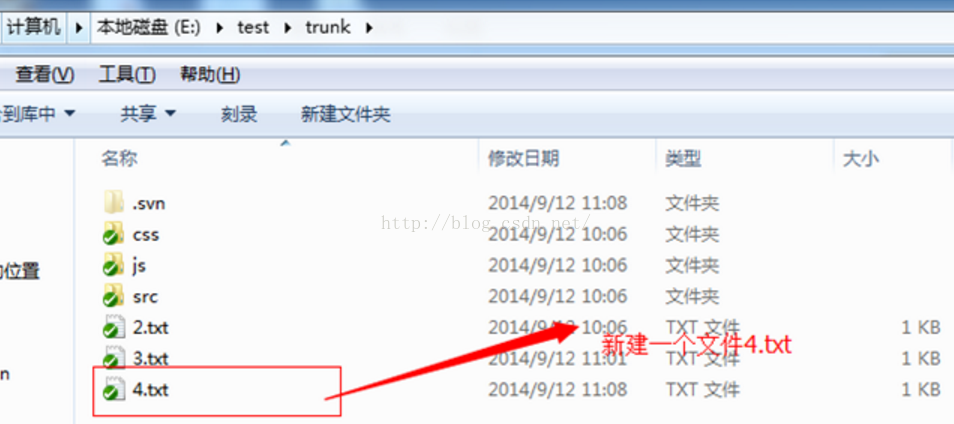 计算机 本地磁盘 (E:) test trunk
查看(V) 工具(T) 帮助(H)
到库中 共享 刻录 新建文件夹
名称 修改日期 类型 大小
.svn 2014/9/12 11:08 文件夹
http://blog.csdn.net/
css 2014/9/12 10:06 文件夹
位置
js 2014/9/12 10:06 文件夹
src 2014/9/12 10:06 文件夹
2.txt 2014/9/12 10:06 TXT 文件 1 KB
新建一个文件4.txt
3.txt 2014/9/12 11:01 TXT 文件 1 KB
n
4.txt 2014/9/12 11:08 TXT 文件 1 KB